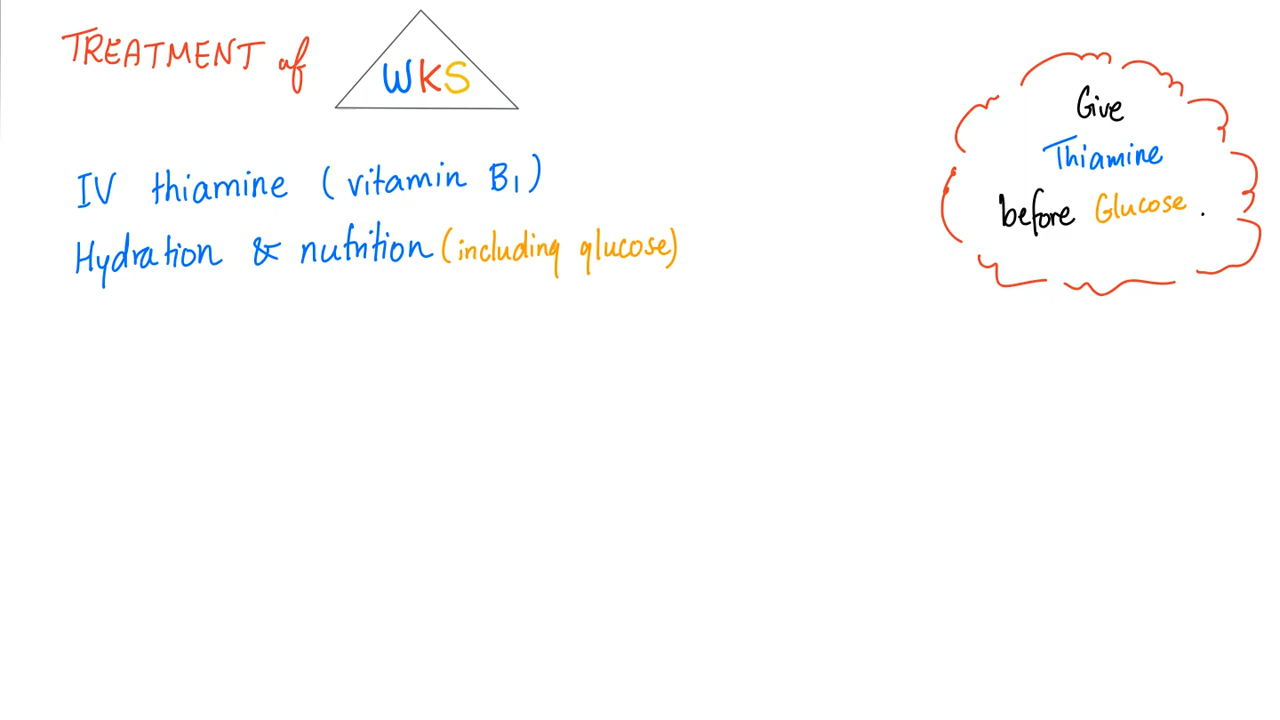 TREATMENT of WKS
IV thiamine (vitamin B1)
Hydration & nutrition (including glucose)
Give
Thiamine
before Glucose.